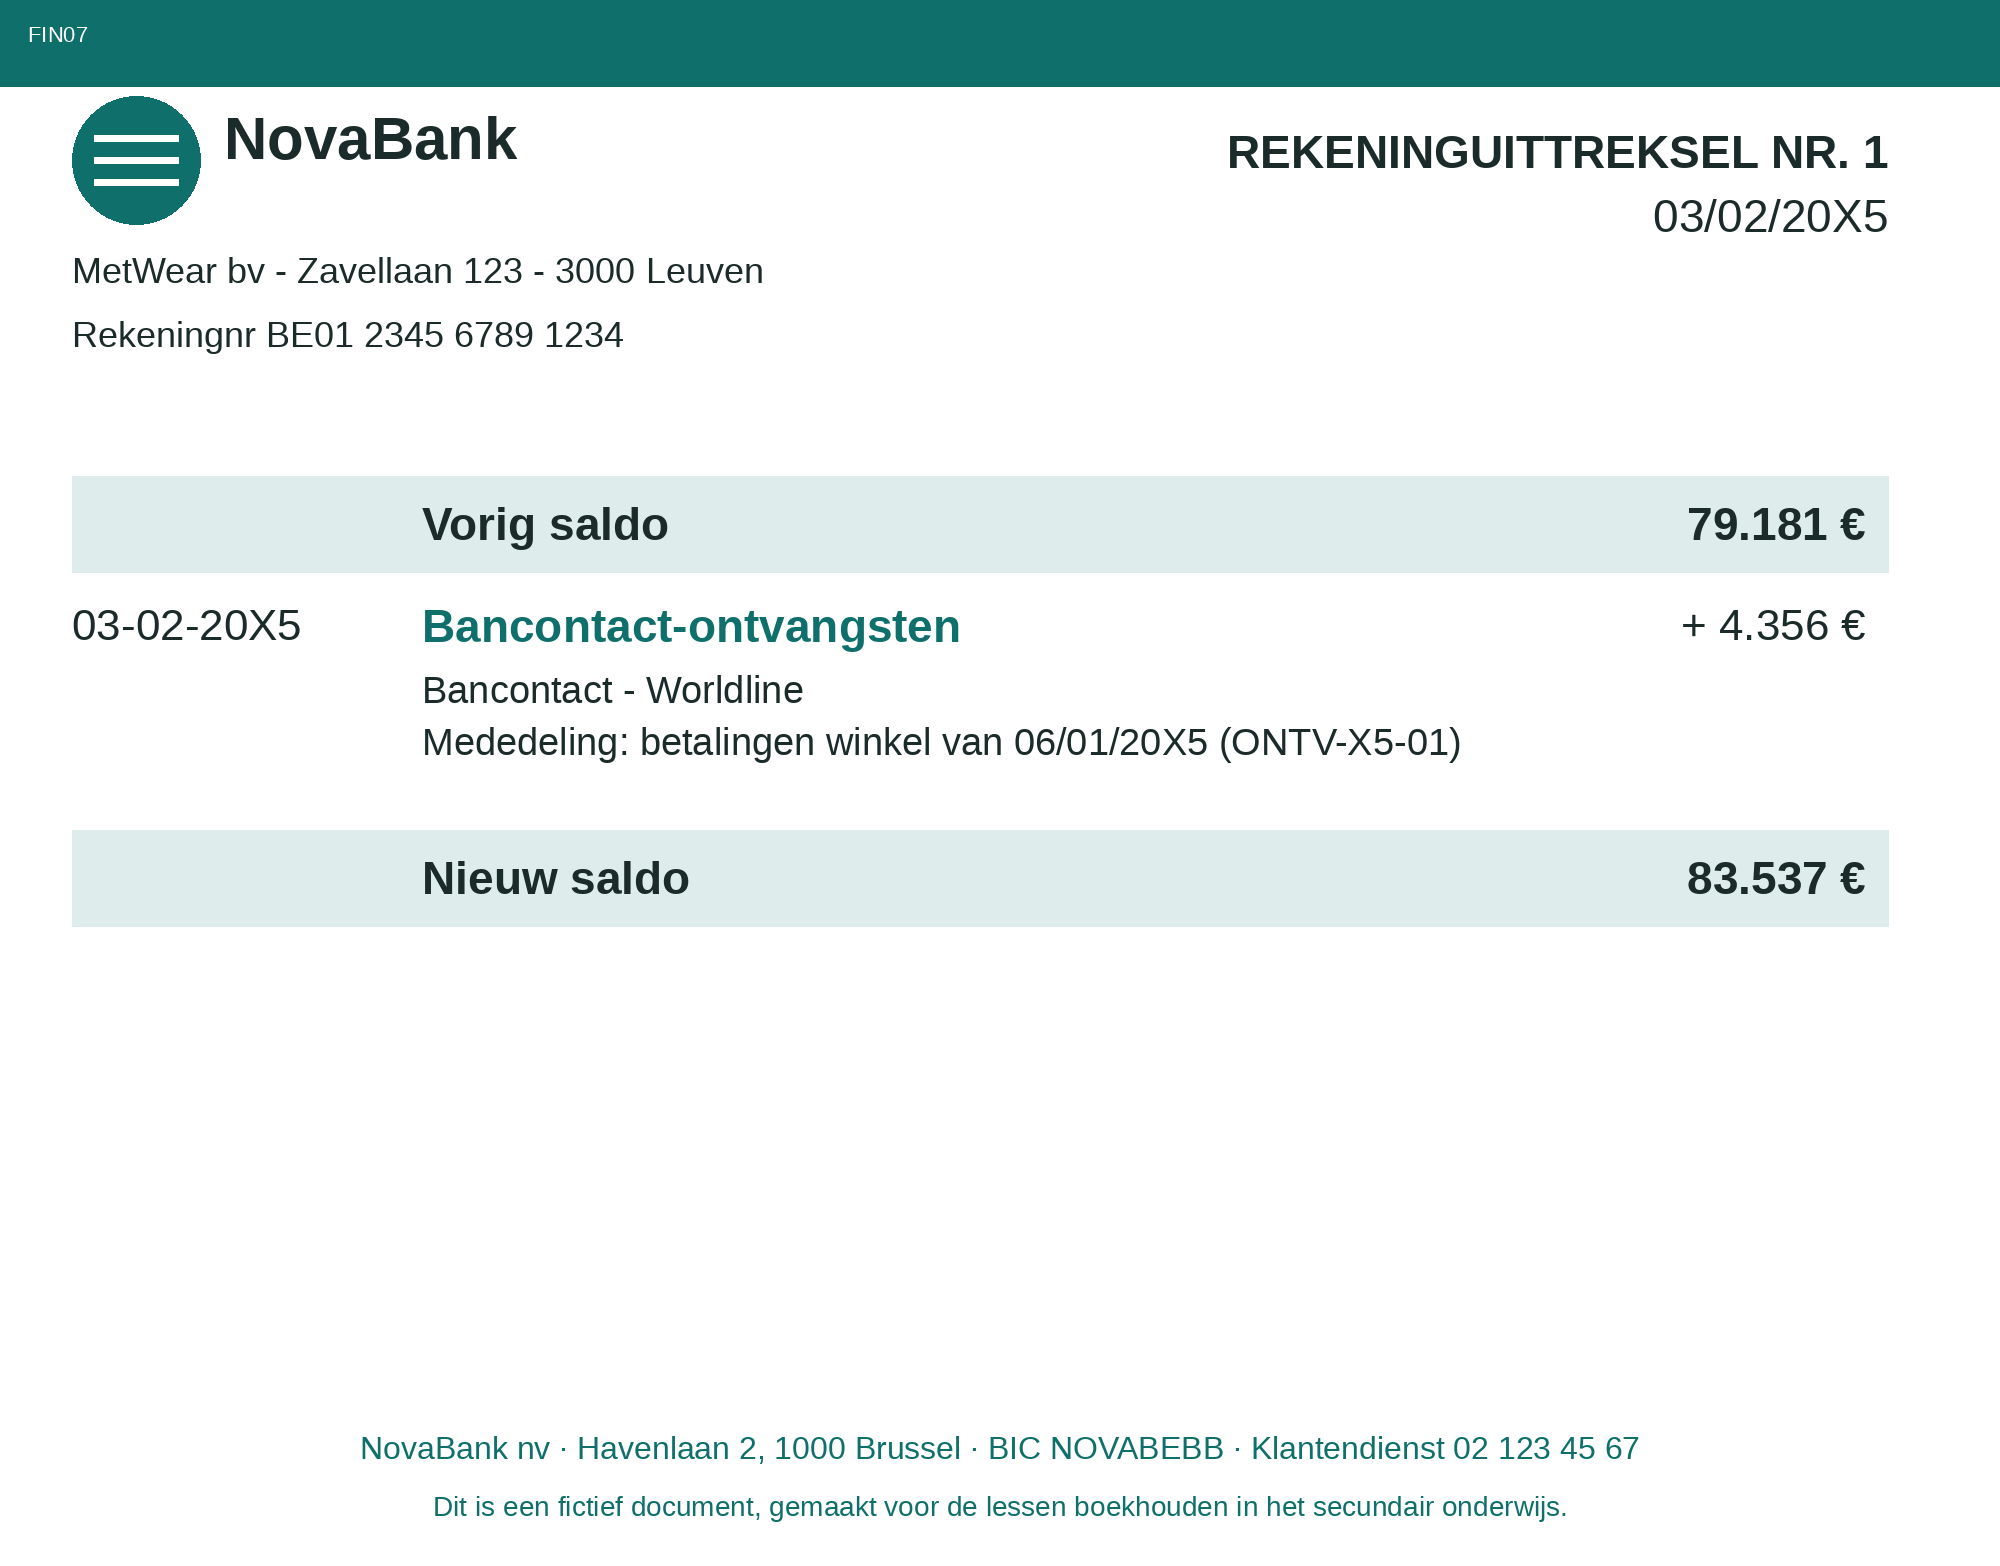 FIN07
NovaBank
REKENINGUITTREKSEL NR. 1
03/02/20X5
MetWear bv - Zavellaan 123 - 3000 Leuven
Rekeningnr BE01 2345 6789 1234
Vorig saldo 79.181 €
03-02-20X5 Bancontact-ontvangsten + 4.356 €
Bancontact - Worldline
Mededeling: betalingen winkel van 06/01/20X5 (ONTV-X5-01)
Nieuw saldo 83.537 €
NovaBank nv · Havenlaan 2, 1000 Brussel · BIC NOVABEBB · Klantendienst 02 123 45 67
Dit is een fictief document, gemaakt voor de lessen boekhouden in het secundair onderwijs.